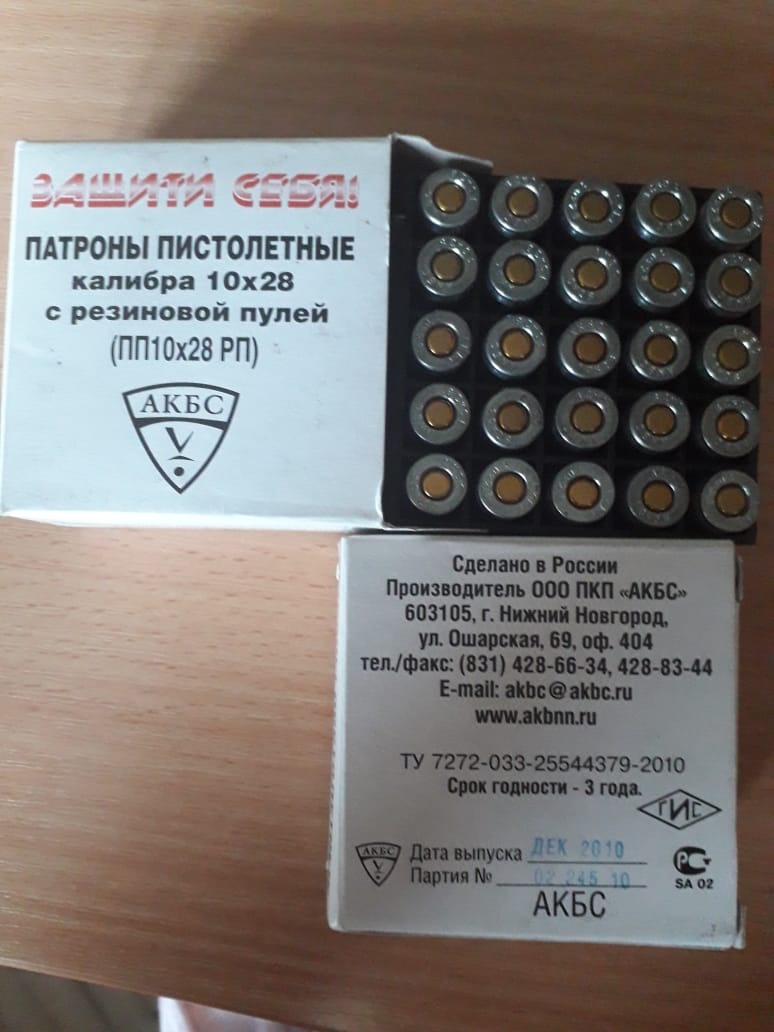 ЗАЩИТИ СЕБЯ!
ПАТРОНЫ ПИСТОЛЕТНЫЕ
калибра 10х28
с резиновой пулей
(ПП10х28 РП)
АКБС
Сделано в России
Производитель ООО ПКП «АКБС»
603105, г. Нижний Новгород,
ул. Ошарская, 69, оф. 404
тел./факс: (831) 428-66-34, 428-83-44
E-mail: akbc@akbc.ru
www.akbnn.ru
ТУ 7272-033-25544379-2010
Срок годности - 3 года.
ГИС
АКБС
Дата выпуска ДЕК 2010
Партия № 02 245 10
РСТ
SA 02
АКБС